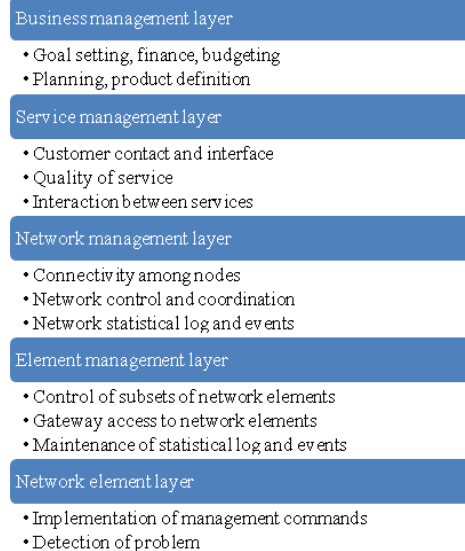 Business management layer
• Goal setting, finance, budgeting
• Planning, product definition
Service management layer
• Customer contact and interface
• Quality of service
• Interaction between services
Network management layer
• Connectivity among nodes
• Network control and coordination
• Network statistical log and events
Element management layer
• Control of subsets of network elements
• Gateway access to network elements
• Maintenance of statistical log and events
Network element layer
• Implementation of management commands
• Detection of problem